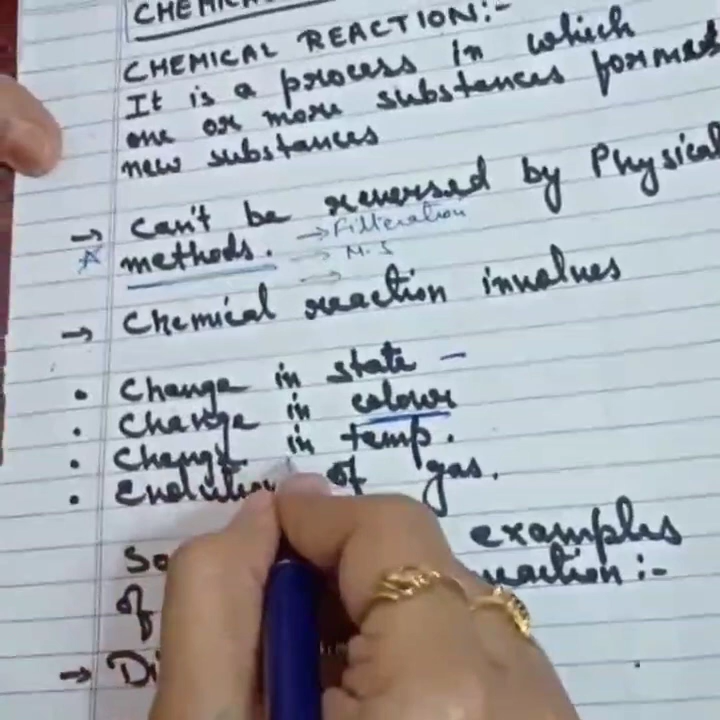 CHEMICAL REACTION:-
It is a process in which
one or more substances formed
new substances
→ Can't be reversed by Physical
methods. → Filteration
→ M.S
→
→ Chemical reaction involves
• Change in state -
• Change in colour
• Change in temp.
• Evolution of gas.
examples
of reaction:-
→